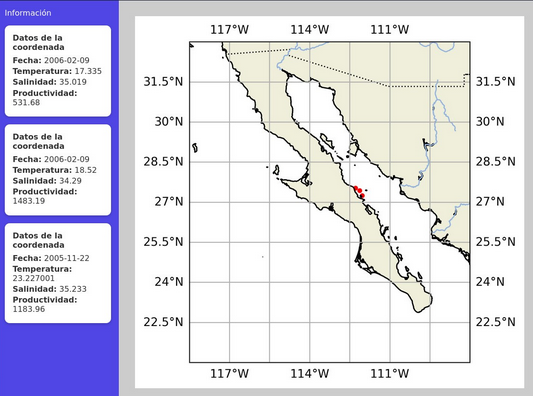 Información
Datos de la
coordenada
Fecha: 2006-02-09
Temperatura: 17.335
Salinidad: 35.019
Productividad:
531.68
Datos de la
coordenada
Fecha: 2006-02-09
Temperatura: 18.52
Salinidad: 34.29
Productividad:
1483.19
Datos de la
coordenada
Fecha: 2005-11-22
Temperatura:
23.227001
Salinidad: 35.233
Productividad:
1183.96
117°W 114°W 111°W
31.5°N 31.5°N
30°N 30°N
28.5°N 28.5°N
27°N 27°N
25.5°N 25.5°N
24°N 24°N
22.5°N 22.5°N
117°W 114°W 111°W